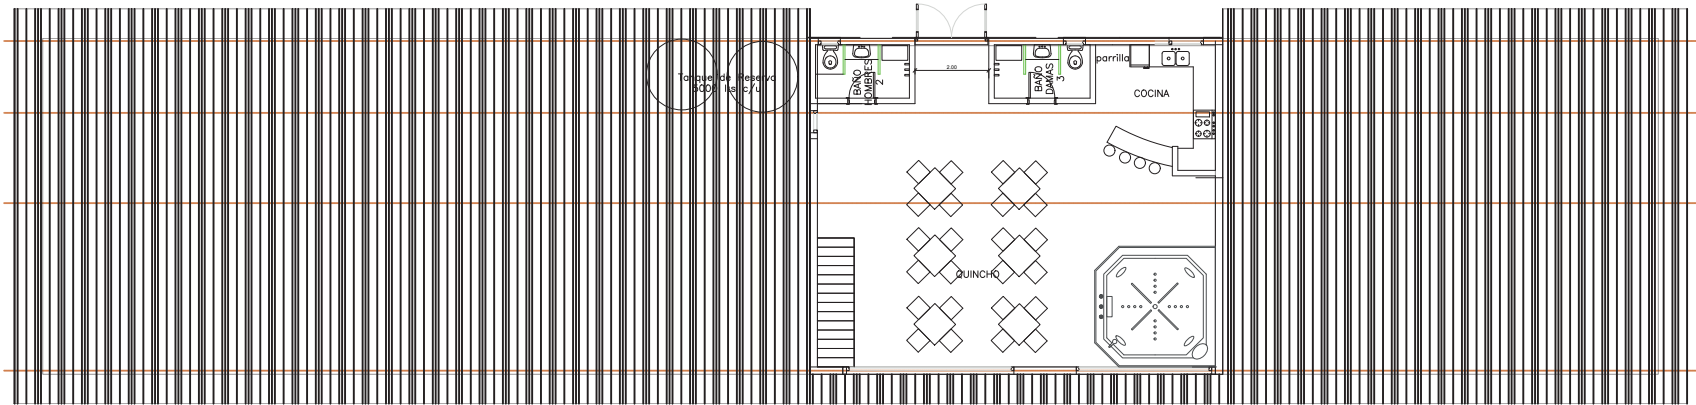 2.00
BAÑO
HOMBRES
2
BAÑO
DAMAS
3
parrilla
Tanque de Reserva
5000 lts c/u
COCINA
QUINCHO